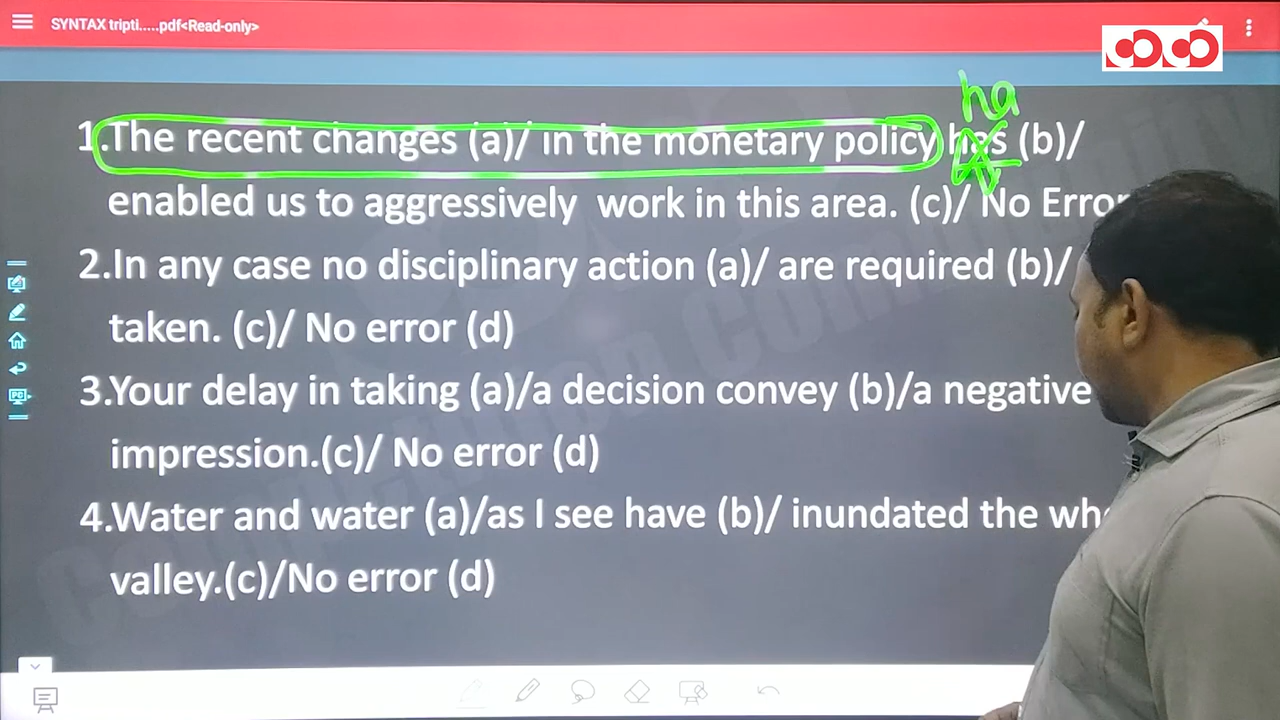 SYNTAX tripti.....pdf<Read-only>
ha
1.The recent changes (a)/ in the monetary policy has (b)/
enabled us to aggressively work in this area. (c)/ No Error
2.In any case no disciplinary action (a)/ are required (b)/
taken. (c)/ No error (d)
3.Your delay in taking (a)/a decision convey (b)/a negative
impression.(c)/ No error (d)
4.Water and water (a)/as I see have (b)/ inundated the
valley.(c)/No error (d)